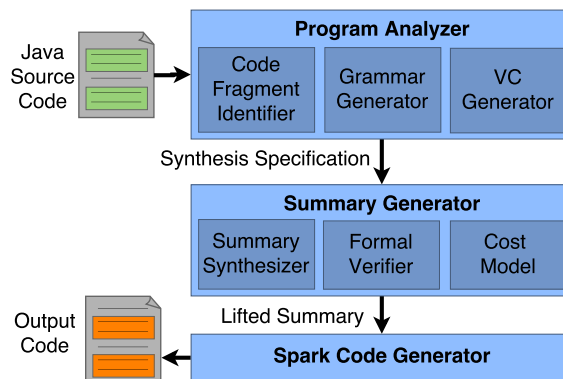 Java
Source
Code
Program Analyzer
Code
Fragment
Identifier
Grammar
Generator
VC
Generator
Synthesis Specification
Summary Generator
Summary
Synthesizer
Formal
Verifier
Cost
Model
Lifted Summary
Output
Code
Spark Code Generator